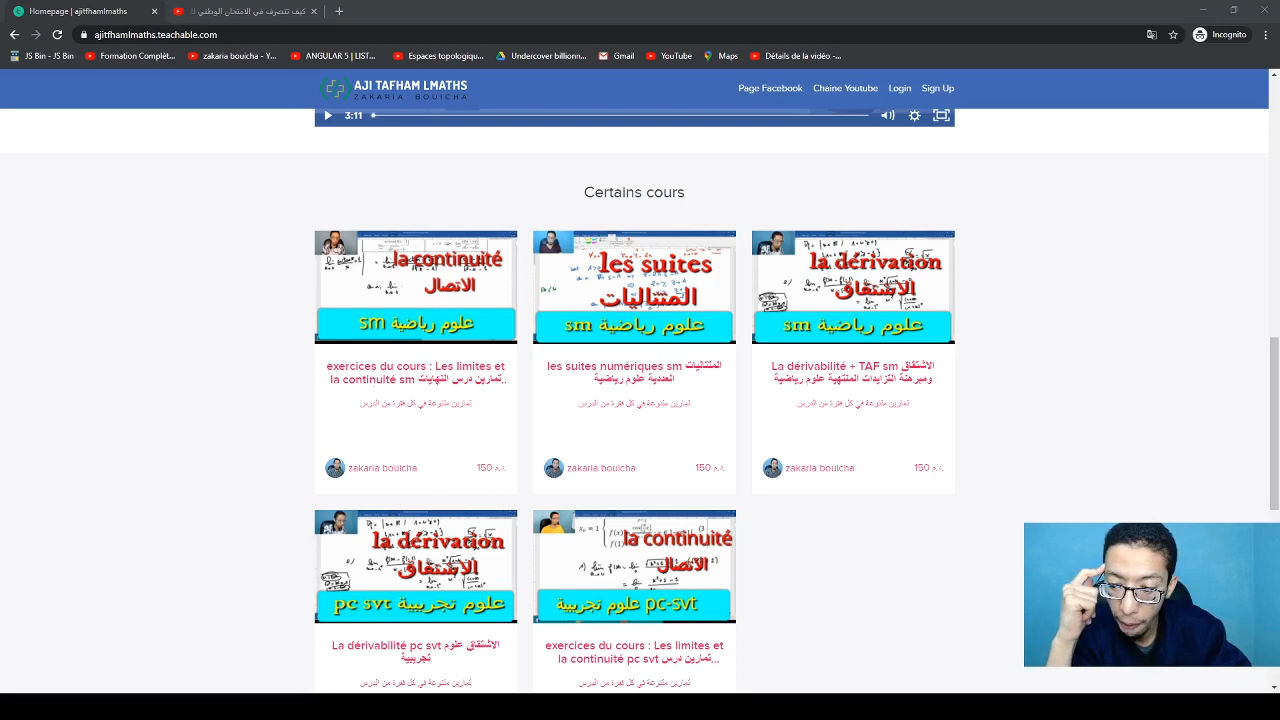 Homepage | ajitfhamlmaths
كيف تتصرف في الامتحان الوطني لل
ajitfhamlmaths.teachable.com
Incognito
JS Bin - JS Bin
Formation Complèt...
zakaria bouicha - Y...
ANGULAR 5 | LIST...
Espaces topologiqu...
Undercover billionn...
Gmail
YouTube
Maps
Détails de la vidéo -...
AJI TAFHAM LMATHS
ZAKARIA BOUICHA
Page Facebook
Chaine Youtube
Login
Sign Up
3:11
Certains cours
la continuité
الاتصال
علوم رياضية sm
les suites
المتتاليات
علوم رياضية sm
la dérivation
الاشتقاق
علوم رياضية sm
exercices du cours : Les limites et
la continuité sm تمارين درس النهايات..
تمارين متنوعة في كل فقرة من الدرس
zakaria bouicha
150 د.م.
les suites numériques sm المتتاليات
العددية علوم رياضية
تمارين متنوعة في كل فقرة من الدرس
zakaria bouicha
150 د.م.
La dérivabilité + TAF sm الاشتقاق
ومبرهنة التزايدات المنتهية علوم رياضية
تمارين متنوعة في كل فقرة من الدرس
zakaria bouicha
150 د.م.
la dérivation
الاشتقاق
علوم تجريبية pc svt
la continuité
الاتصال
علوم تجريبية pc-svt
La dérivabilité pc svt الاشتقاق علوم
تجريبية
تمارين متنوعة في كل فقرة من الدرس
exercices du cours : Les limites et
la continuité pc svt تمارين درس...
تمارين متنوعة في كل فقرة من الدرس